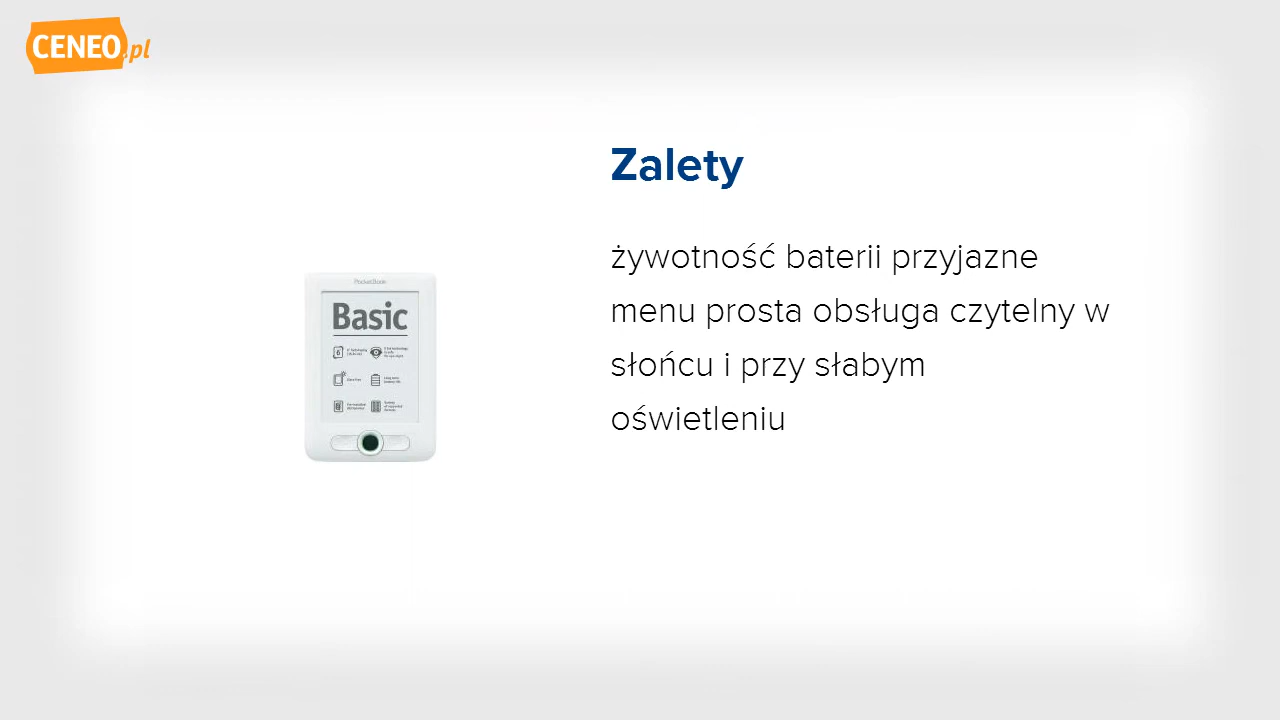 CENEO.pl
Zalety
żywotność baterii przyjazne
menu prosta obsługa czytelny w
słońcu i przy słabym
oświetleniu
PocketBook
Basic